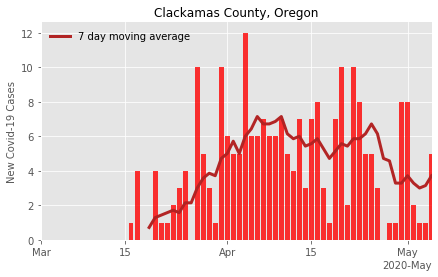 Clackamas County, Oregon
7 day moving average
New Covid-19 Cases
12
10
8
6
4
2
0
Mar
15
Apr
15
May
2020-May